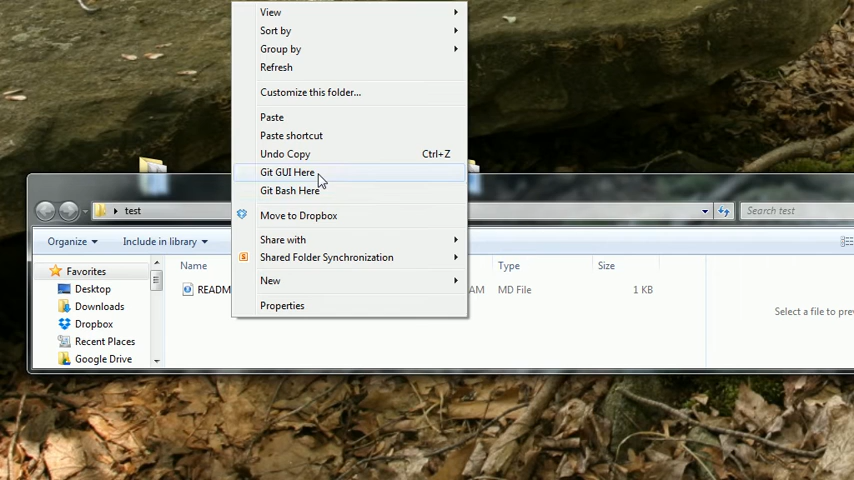 View
Sort by
Group by
Refresh
Customize this folder...
Paste
Paste shortcut
Undo Copy Ctrl+Z
Git GUI Here
Git Bash Here
Move to Dropbox
Share with
Shared Folder Synchronization
New
Properties
test
Search test
Organize
Include in library
Favorites
Desktop
Downloads
Dropbox
Recent Places
Google Drive
Name Type Size
READM AM MD File 1 KB
Select a file to prev